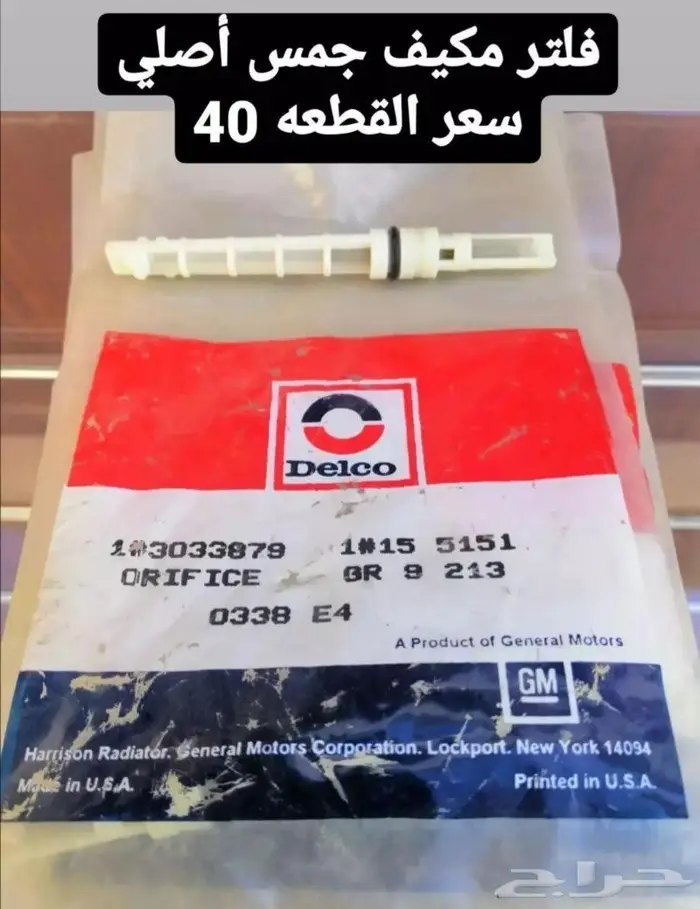 فلتر مكيف جمس أصلي
سعر القطعه 40
Delco
1#3033879 1#15 5151
ORIFICE GR 9 213
0338 E4
A Product of General Motors
GM
Harrison Radiator. General Motors Corporation. Lockport. New York 14094
Made in U.S.A. Printed in U.S.A.
حراج